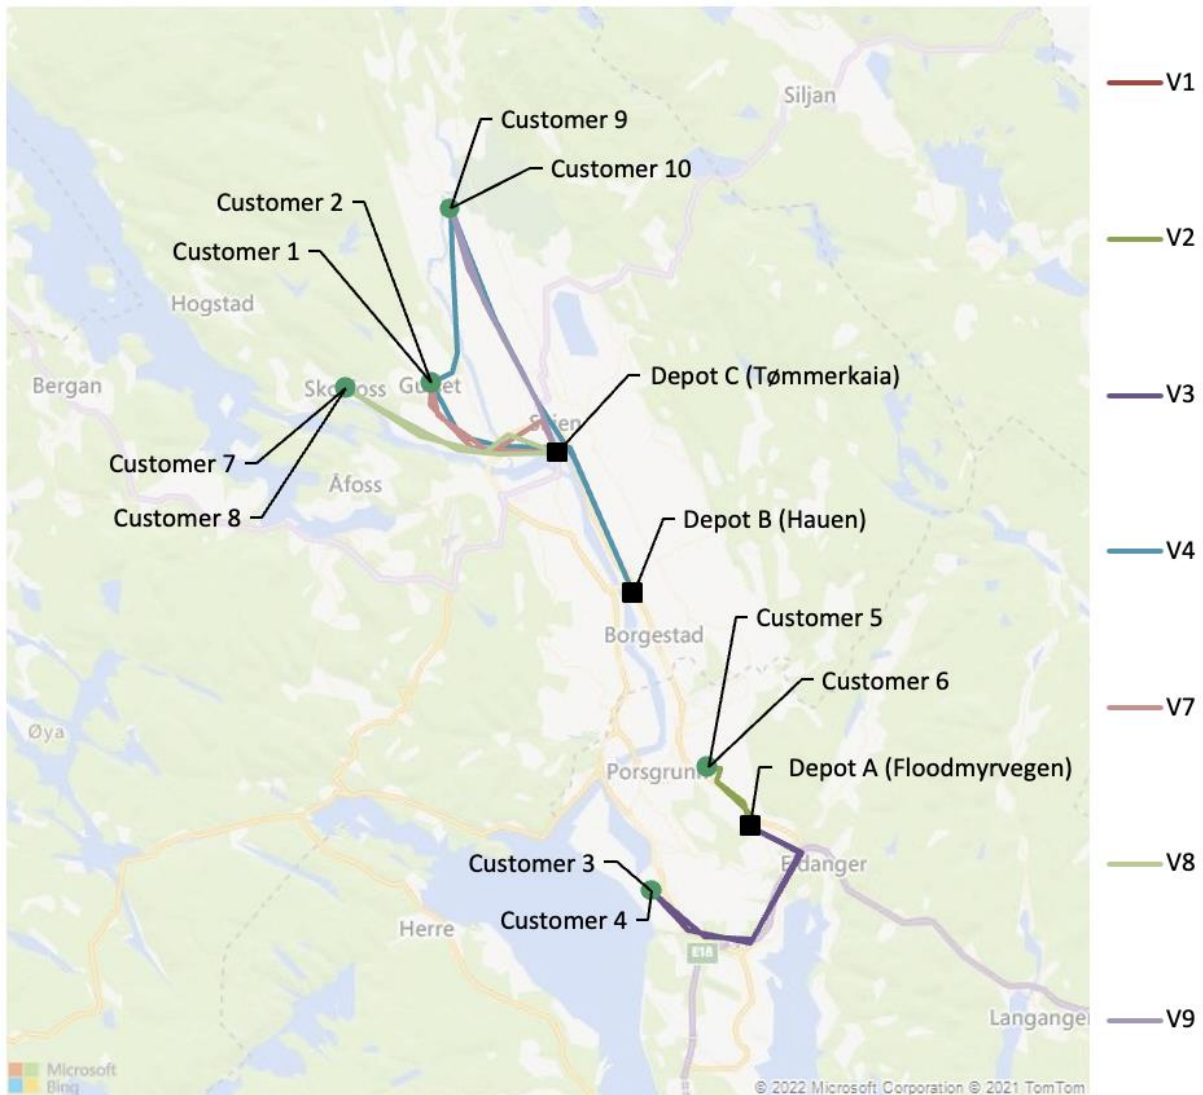 Siljan
V1
Customer 9
Customer 10
Customer 2
V2
Customer 1
Hogstad
Bergan
Depot C (Tømmerkaia)
V3
Customer 7
Åfoss
Customer 8
Depot B (Hauen)
V4
Customer 5
Borgestad
Customer 6
V7
Øya
Depot A (Floodmyrvegen)
Customer 3
V8
Customer 4
Herre
E18
V9
Microsoft
Bing
© 2022 Microsoft Corporation © 2021 TomTom